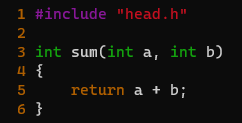 1 #include "head.h"
2
3 int sum(int a, int b)
4 {
5     return a + b;
6 }